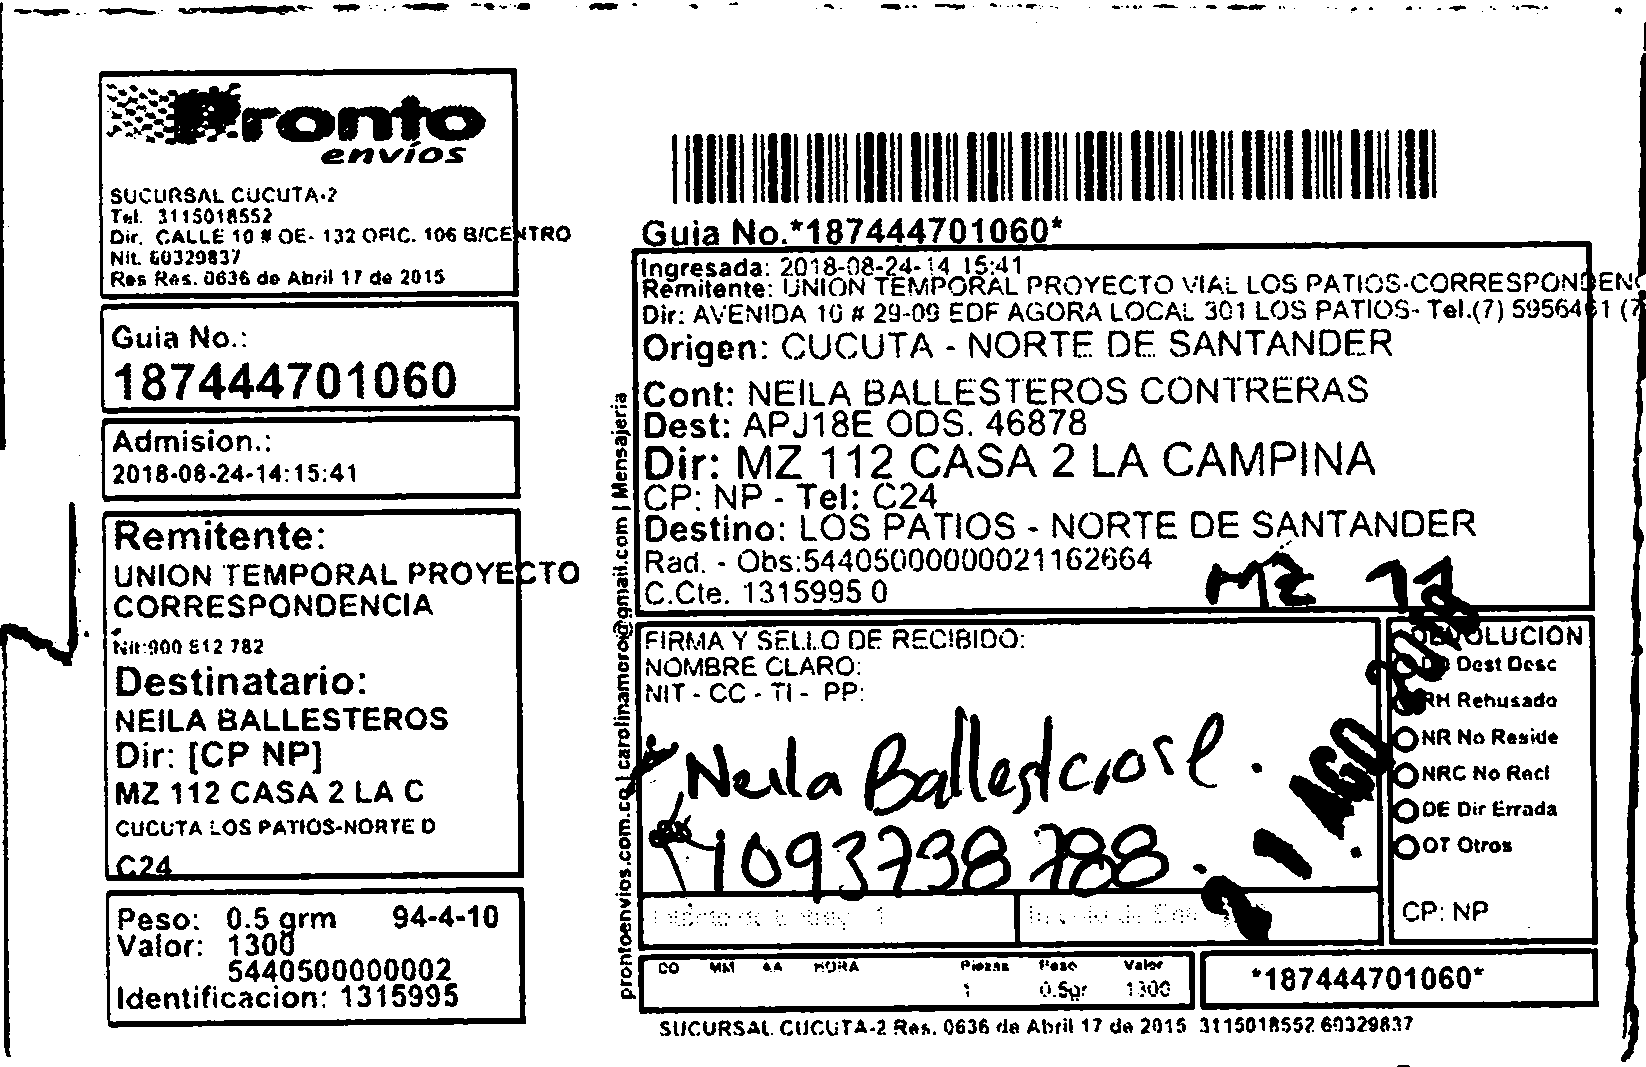 Pronto
envíos
SUCURSAL CUCUTA-2
Tel. 3115018552
Dir. CALLE 10 # OE- 132 OFIC. 106 B/CENTRO
Nit. 60329837
Res Res. 0636 de Abril 17 de 2015
Guia No.:
187444701060
Admision.:
2018-08-24-14:15:41
Remitente:
UNION TEMPORAL PROYECTO
CORRESPONDENCIA
Nit:900 812 782
Destinatario:
NEILA BALLESTEROS
Dir: [CP NP]
MZ 112 CASA 2 LA C
CUCUTA LOS PATIOS-NORTE D
C24
Peso: 0.5 grm 94-4-10
Valor: 1300
5440500000002
Identificacion: 1315995
prontoenvios.com.co | carolinamero@gmail.com | Mensajeria
Guia No.*187444701060*
Ingresada: 2018-08-24-14 15:41
Remitente: UNION TEMPORAL PROYECTO VIAL LOS PATIOS-CORRESPONDENC
Dir: AVENIDA 10 # 29-09 EDF AGORA LOCAL 301 LOS PATIOS- Tel.(7) 5956461 (7
Origen: CUCUTA - NORTE DE SANTANDER
Cont: NEILA BALLESTEROS CONTRERAS
Dest: APJ18E ODS. 46878
Dir: MZ 112 CASA 2 LA CAMPINA
CP: NP - Tel: C24
Destino: LOS PATIOS - NORTE DE SANTANDER
Rad. - Obs:54405000000021162664
C.Cte. 1315995 0
MZ 11
FIRMA Y SELLO DE RECIBIDO:
NOMBRE CLARO:
NIT - CC - TI - PP:
Neila Ballesteros
1093738788
AGO 2018
DEVOLUCION
Dest Desc
RH Rehusado
NR No Reside
NRC No Recl
DE Dir Errada
OT Otros
CP: NP
MM AA HORA Piezas Peso Valor
1 0.5gr 1300
*187444701060*
SUCURSAL CUCUTA-2 Res. 0636 de Abril 17 de 2015 3115018552 60329837